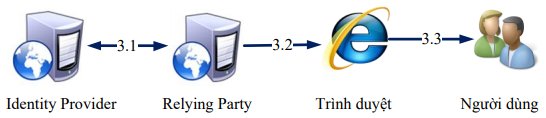 3.1
3.2
3.3
Identity Provider
Relying Party
Trình duyệt
Người dùng